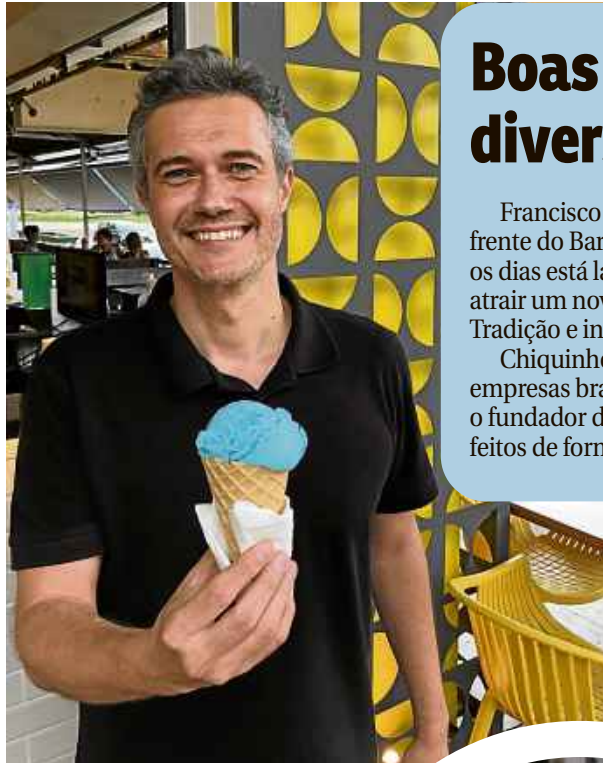 Boas
diver
Francisco
frente do Bar
os dias está la
atrair um nov
Tradição e in
Chiquinho
empresas bra
o fundador d
feitos de forn